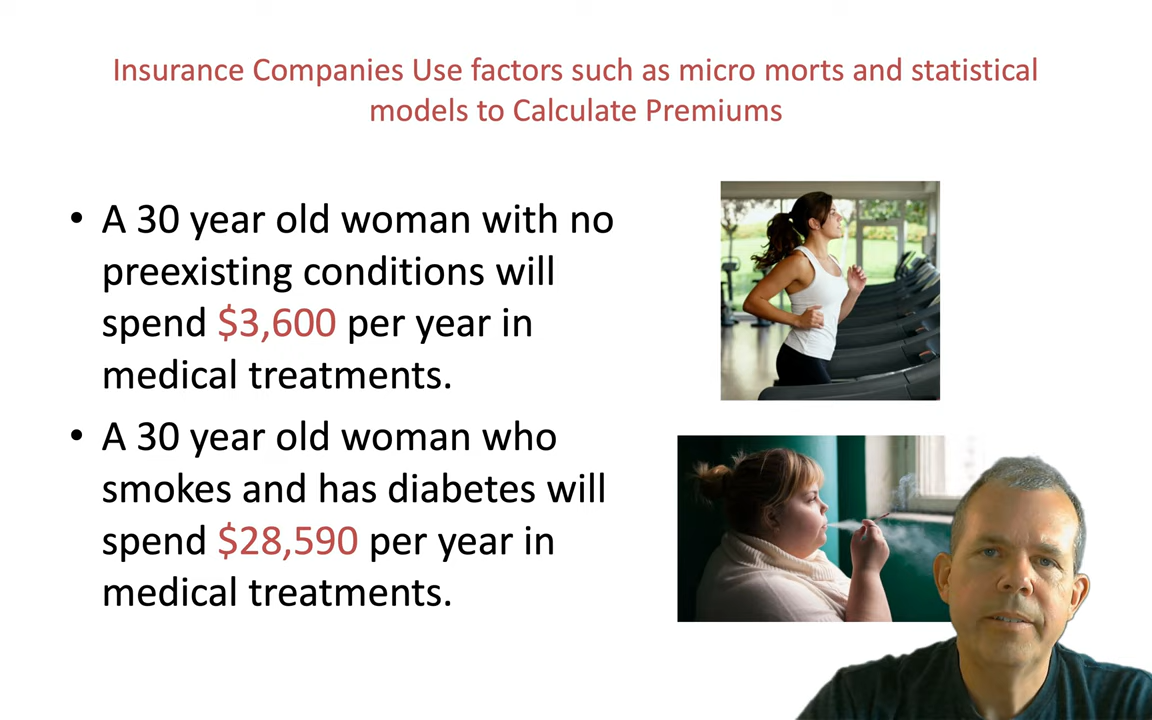 Insurance Companies Use factors such as micro morts and statistical
models to Calculate Premiums
• A 30 year old woman with no
preexisting conditions will
spend $3,600 per year in
medical treatments.
• A 30 year old woman who
smokes and has diabetes will
spend $28,590 per year in
medical treatments.